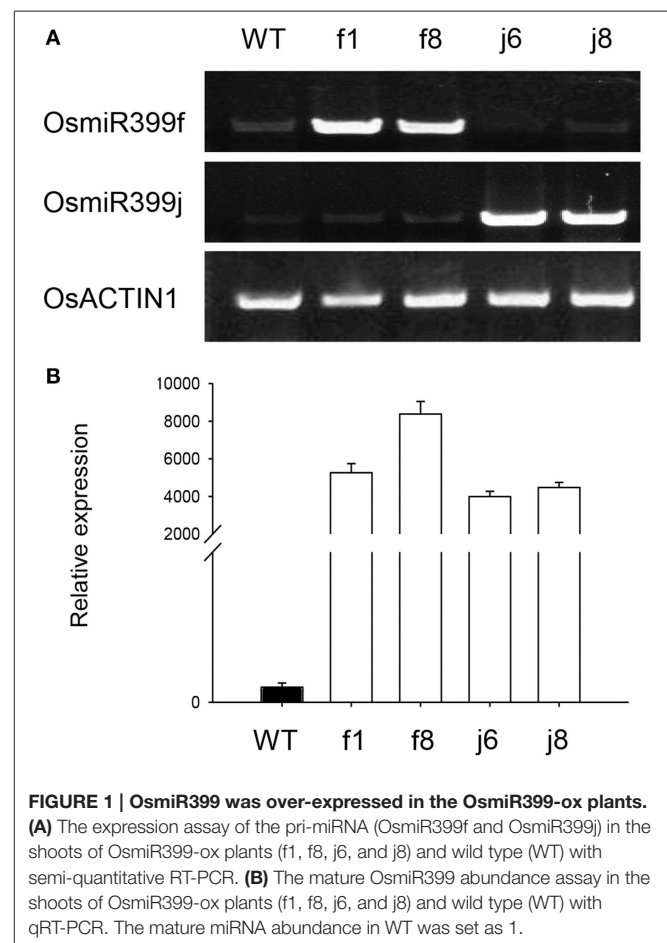 A
WT f1 f8 j6 j8
OsmiR399f
OsmiR399j
OsACTIN1
B
Relative expression
10000
8000
6000
4000
2000
0
WT f1 f8 j6 j8
FIGURE 1 | OsmiR399 was over-expressed in the OsmiR399-ox plants.
(A) The expression assay of the pri-miRNA (OsmiR399f and OsmiR399j) in the
shoots of OsmiR399-ox plants (f1, f8, j6, and j8) and wild type (WT) with
semi-quantitative RT-PCR. (B) The mature OsmiR399 abundance assay in the
shoots of OsmiR399-ox plants (f1, f8, j6, and j8) and wild type (WT) with
qRT-PCR. The mature miRNA abundance in WT was set as 1.